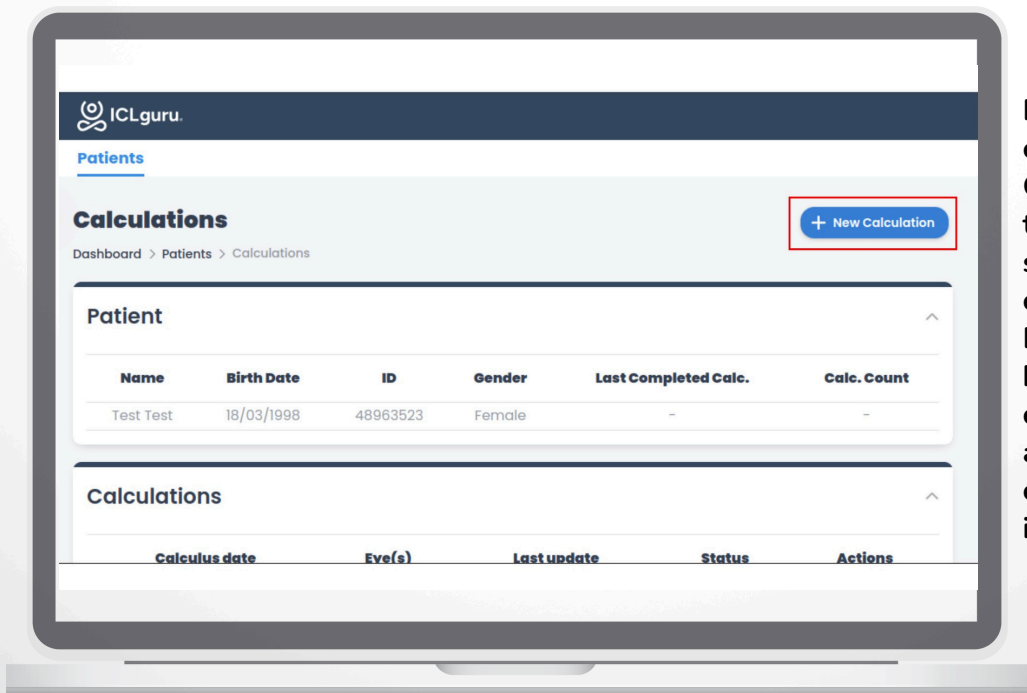 ICLguru.
Patients
Calculations
+ New Calculation
Dashboard > Patients > Calculations
Patient
Name Birth Date ID Gender Last Completed Calc. Calc. Count
Test Test 18/03/1998 48963523 Female - -
Calculations
Calculus date Eye(s) Last update Status Actions